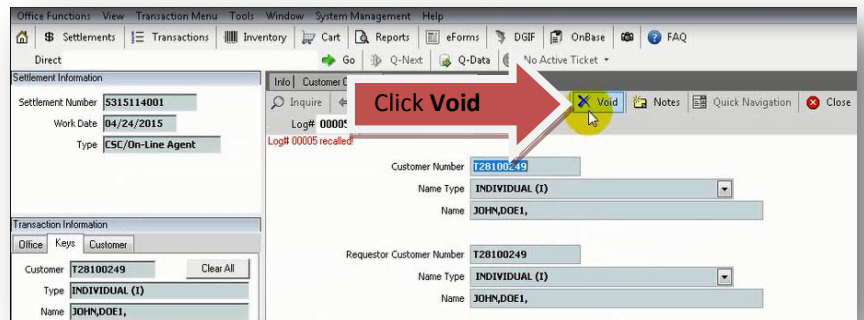 Office Functions View Transaction Menu Tools Window System Management Help
$ Settlements Transactions Inventory Cart Reports eForms DGIF OnBase FAQ
Direct Go Q-Next Q-Data No Active Ticket
Settlement Information
Settlement Number 5315114001
Work Date 04/24/2015
Type CSC/On-Line Agent
Transaction Information
Office Keys Customer
Customer T28100249 Clear All
Type INDIVIDUAL (I)
Name JOHN,DOE1,
Info Customer
Inquire Void Notes Quick Navigation Close
Click Void
Log# 00005
Log# 00005 recalled!
Customer Number T28100249
Name Type INDIVIDUAL (I)
Name JOHN,DOE1,
Requestor Customer Number T28100249
Name Type INDIVIDUAL (I)
Name JOHN,DOE1,